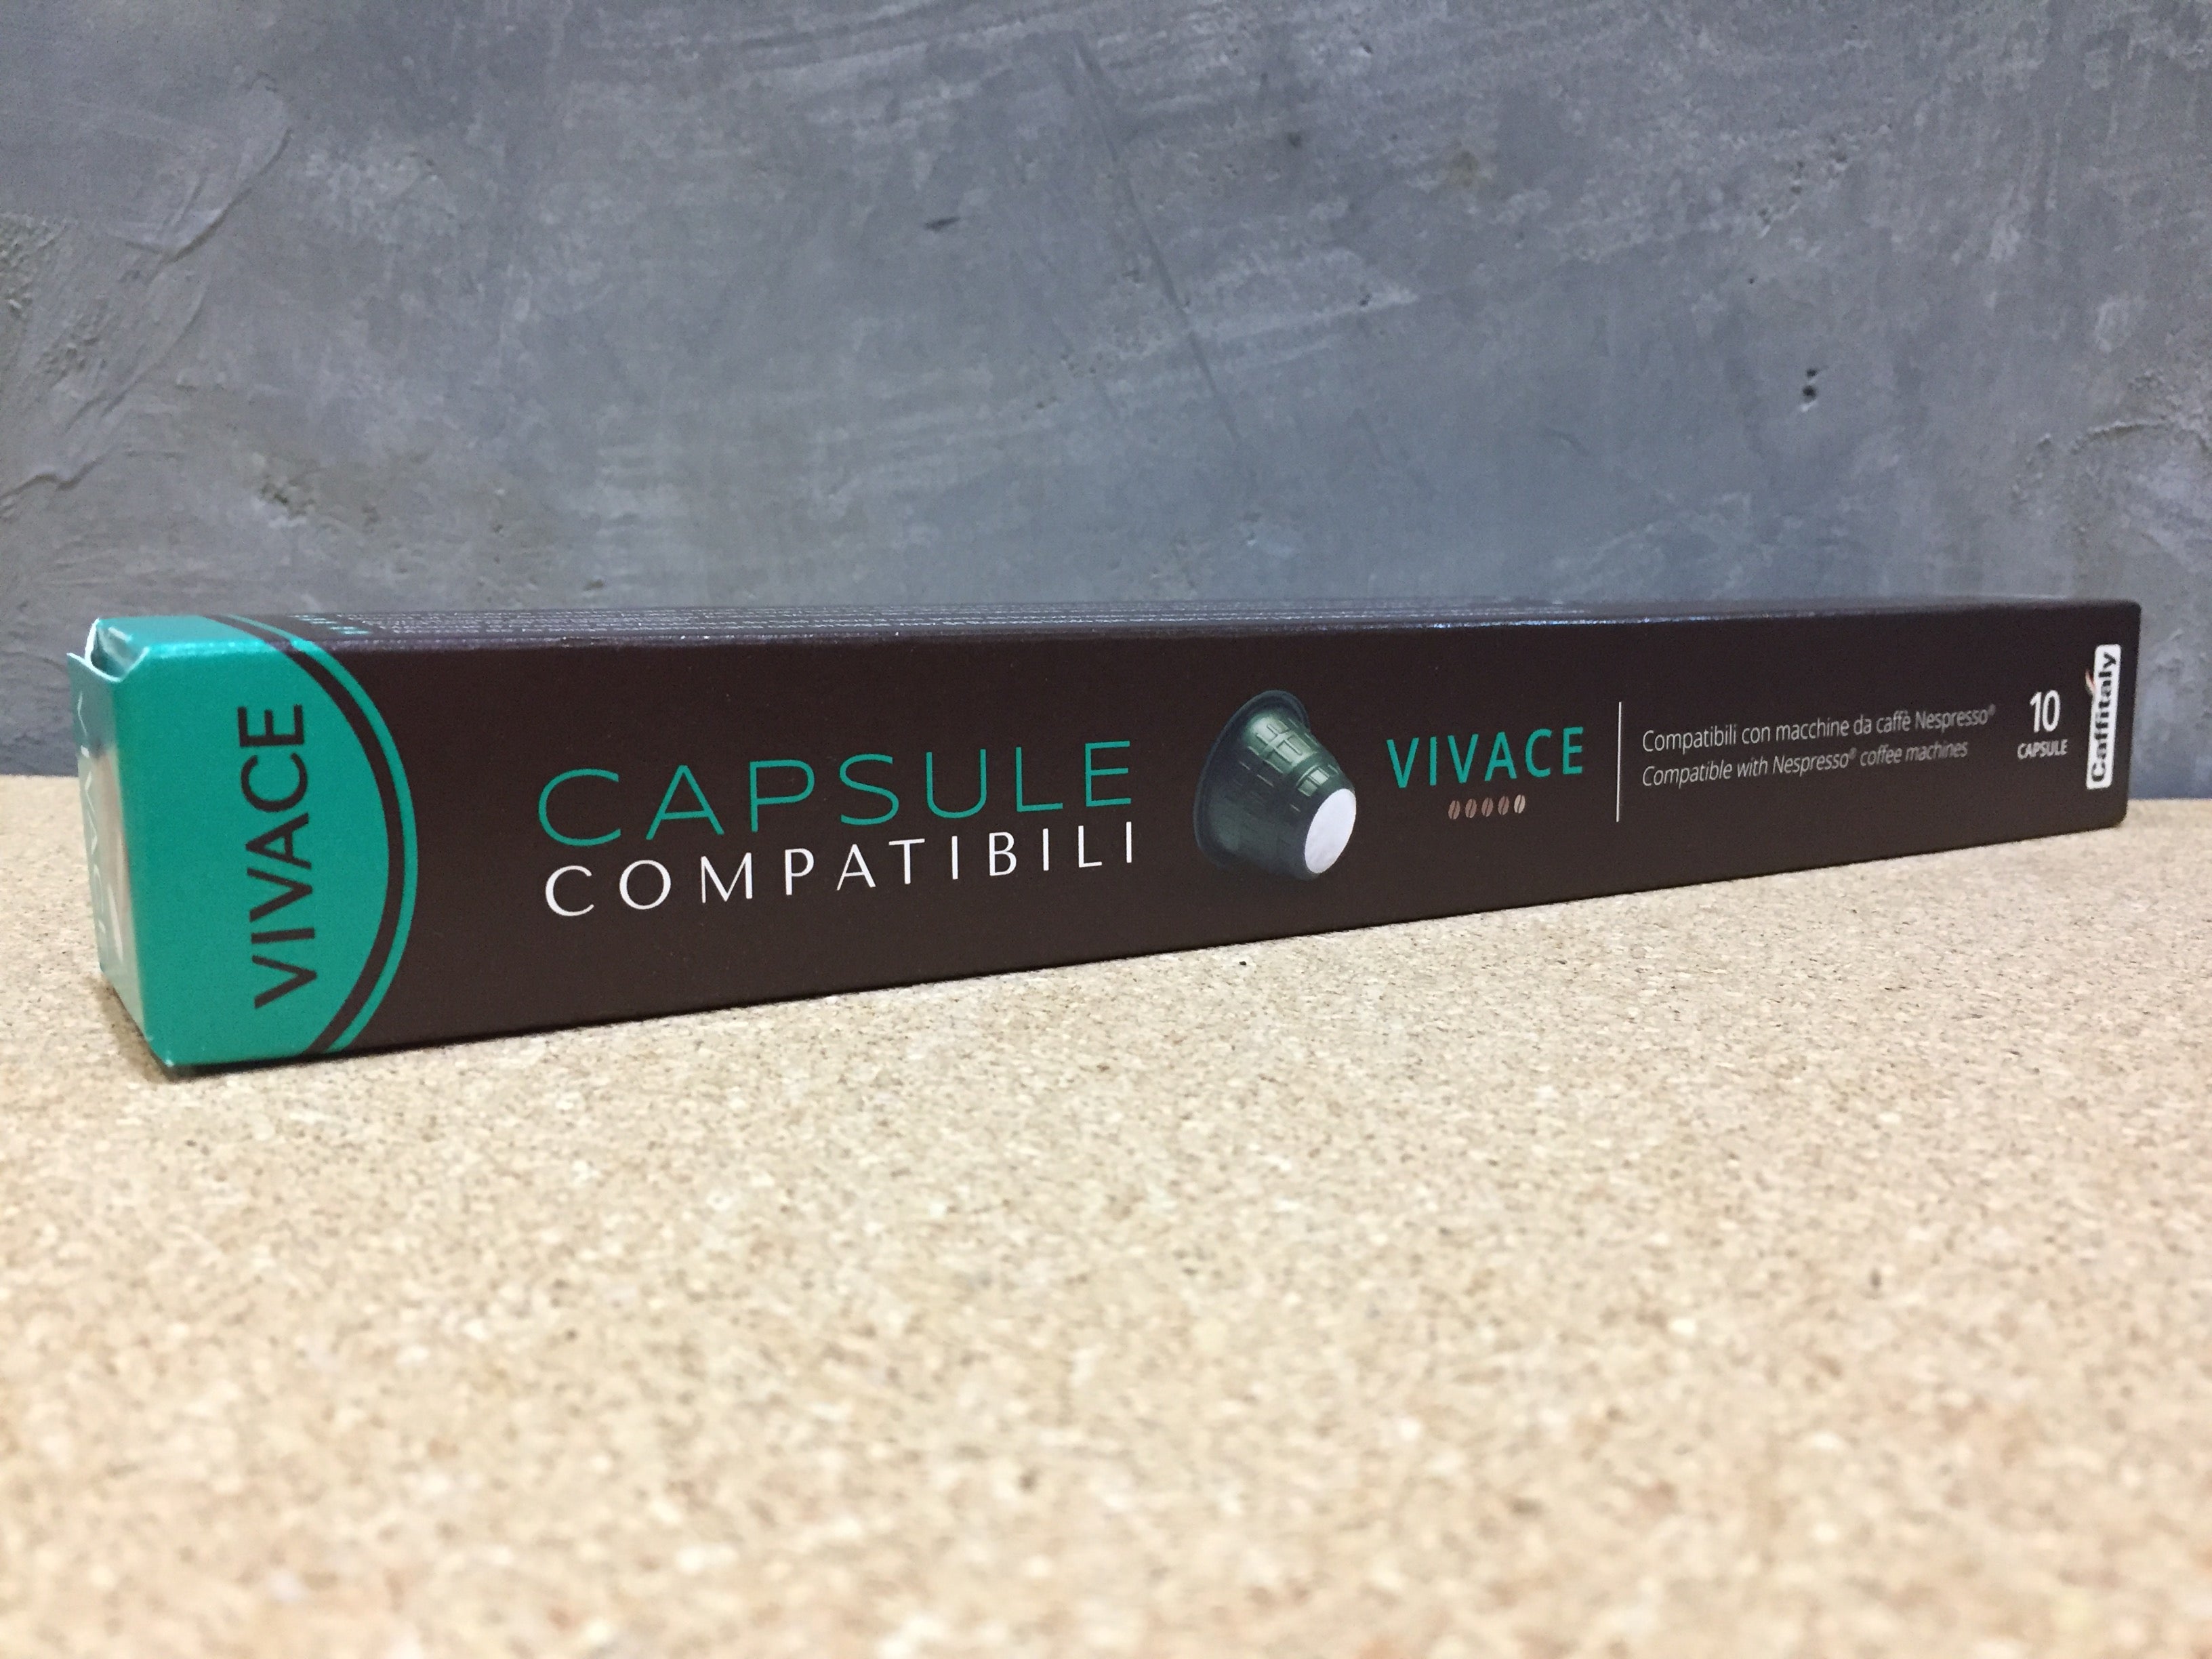 VIVACE
CAPSULE
COMPATIBILI
VIVACE
Compatibili con macchine da caffè Nespresso®
Compatible with Nespresso® coffee machines
10
CAPSULE
Caffitaly